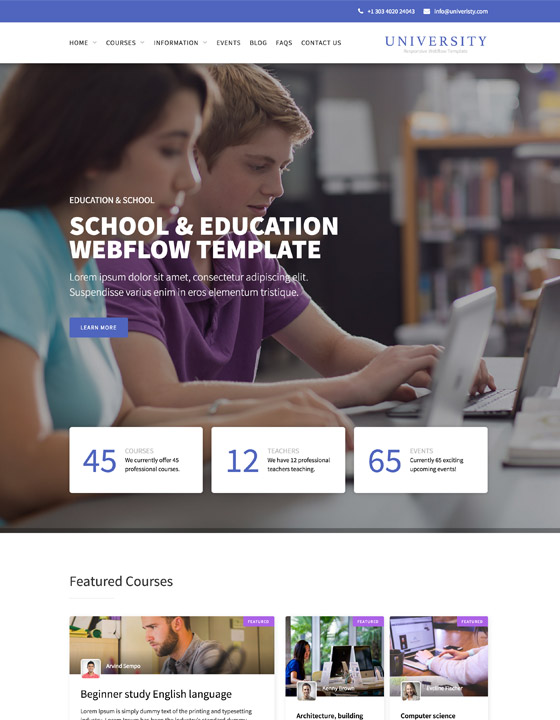 +1 303 4020 24043 info@univeristy.com
HOME COURSES INFORMATION EVENTS BLOG FAQS CONTACT US
UNIVERSITY
Responsive Webflow Template
EDUCATION & SCHOOL
SCHOOL & EDUCATION
WEBFLOW TEMPLATE
Lorem ipsum dolor sit amet, consectetur adipiscing elit.
Suspendisse varius enim in eros elementum tristique.
LEARN MORE
45
COURSES
We currently offer 45
professional courses.
12
TEACHERS
We have 12 professional
teachers teaching.
65
EVENTS
Currently 65 exciting
upcoming events!
Featured Courses
FEATURED
Arvind Sempo
Beginner study English language
Lorem Ipsum is simply dummy text of the printing and typesetting
industry. Lorem Ipsum has been the industry's standard dummy
FEATURED
Kenny Brown
Architecture, building
FEATURED
Eveline Fischer
Computer science